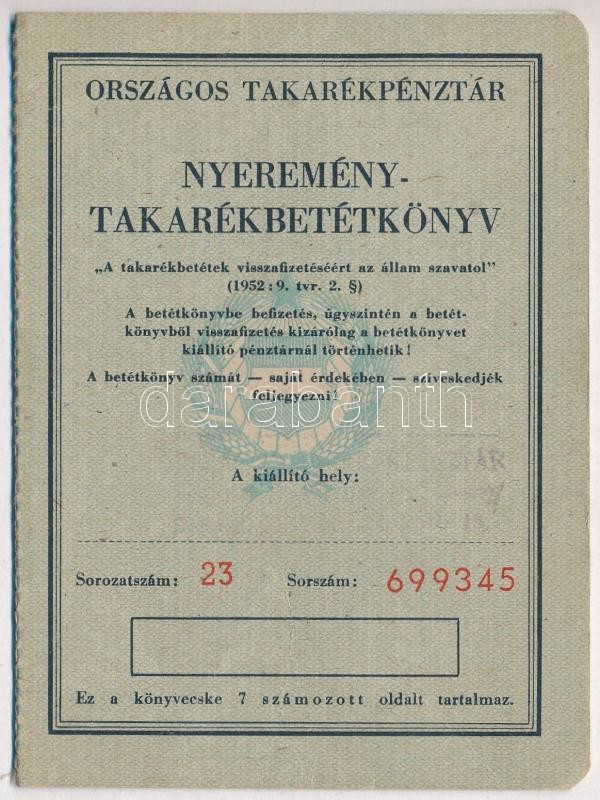 ORSZÁGOS TAKARÉKPÉNZTÁR
NYEREMÉNY-
TAKARÉKBETÉTKÖNYV
„A takarékbetétek visszafizetéséért az állam szavatol”
(1952 : 9. tvr. 2. §)
A betétkönyvbe befizetés, úgyszintén a betét-
könyvből visszafizetés kizárólag a betétkönyvet
kiállító pénztárnál történhetik !
A betétkönyv számát — saját érdekében — szíveskedjék
feljegyezni !
darabanth
A kiállító hely:
Sorozatszám: 23 Sorszám: 699345
Ez a könyvecske 7 számozott oldalt tartalmaz.